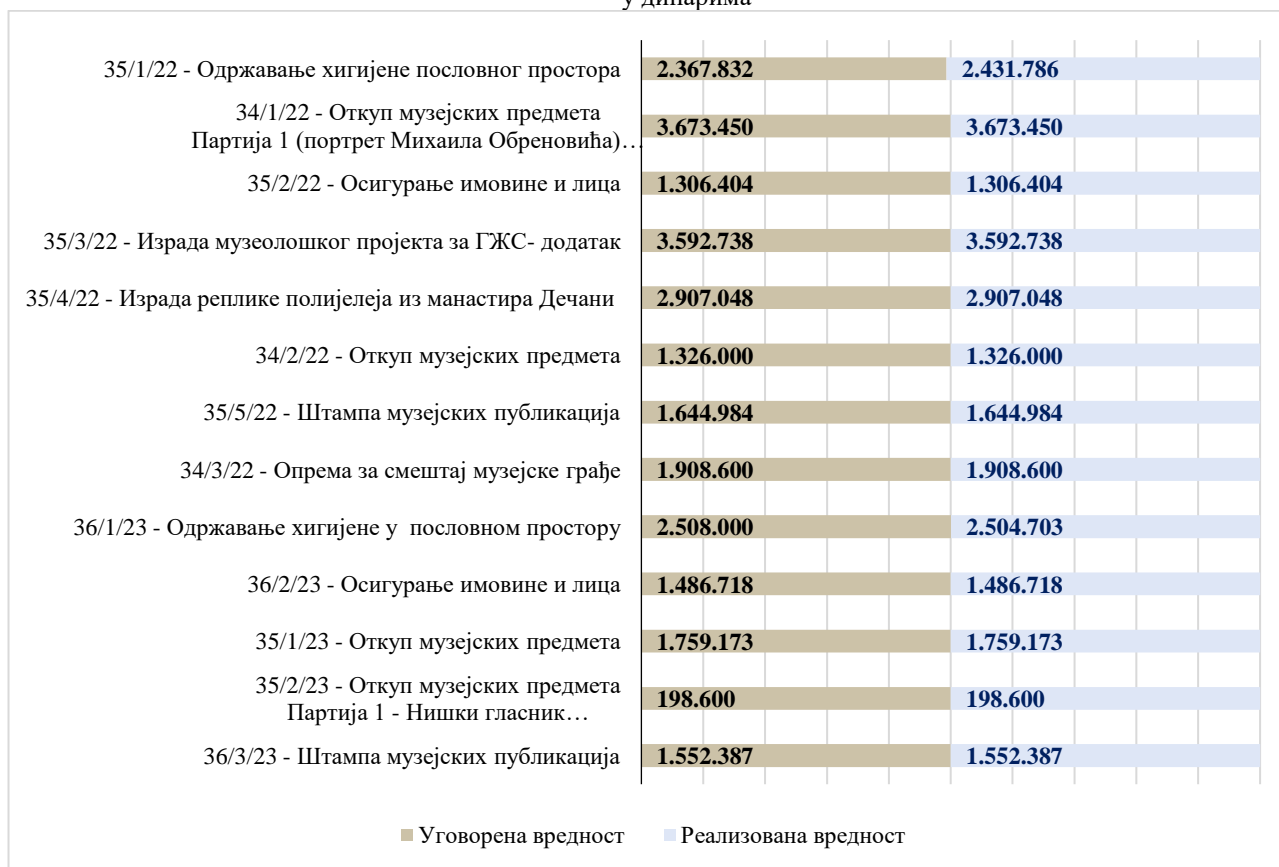 у динарима
35/1/22 - Одржавање хигијене пословног простора 2.367.832 2.431.786
34/1/22 - Откуп музејских предмета
Партија 1 (портрет Михаила Обреновића)… 3.673.450 3.673.450
35/2/22 - Осигурање имовине и лица 1.306.404 1.306.404
35/3/22 - Израда музеолошког пројекта за ГЖС- додатак 3.592.738 3.592.738
35/4/22 - Израда реплике полијелеја из манастира Дечани 2.907.048 2.907.048
34/2/22 - Откуп музејских предмета 1.326.000 1.326.000
35/5/22 - Штампа музејских публикација 1.644.984 1.644.984
34/3/22 - Опрема за смештај музејске грађе 1.908.600 1.908.600
36/1/23 - Одржавање хигијене у  пословном простору 2.508.000 2.504.703
36/2/23 - Осигурање имовине и лица 1.486.718 1.486.718
35/1/23 - Откуп музејских предмета 1.759.173 1.759.173
35/2/23 - Откуп музејских предмета
Партија 1 - Нишки гласник… 198.600 198.600
36/3/23 - Штампа музејских публикација 1.552.387 1.552.387
Уговорена вредност Реализована вредност